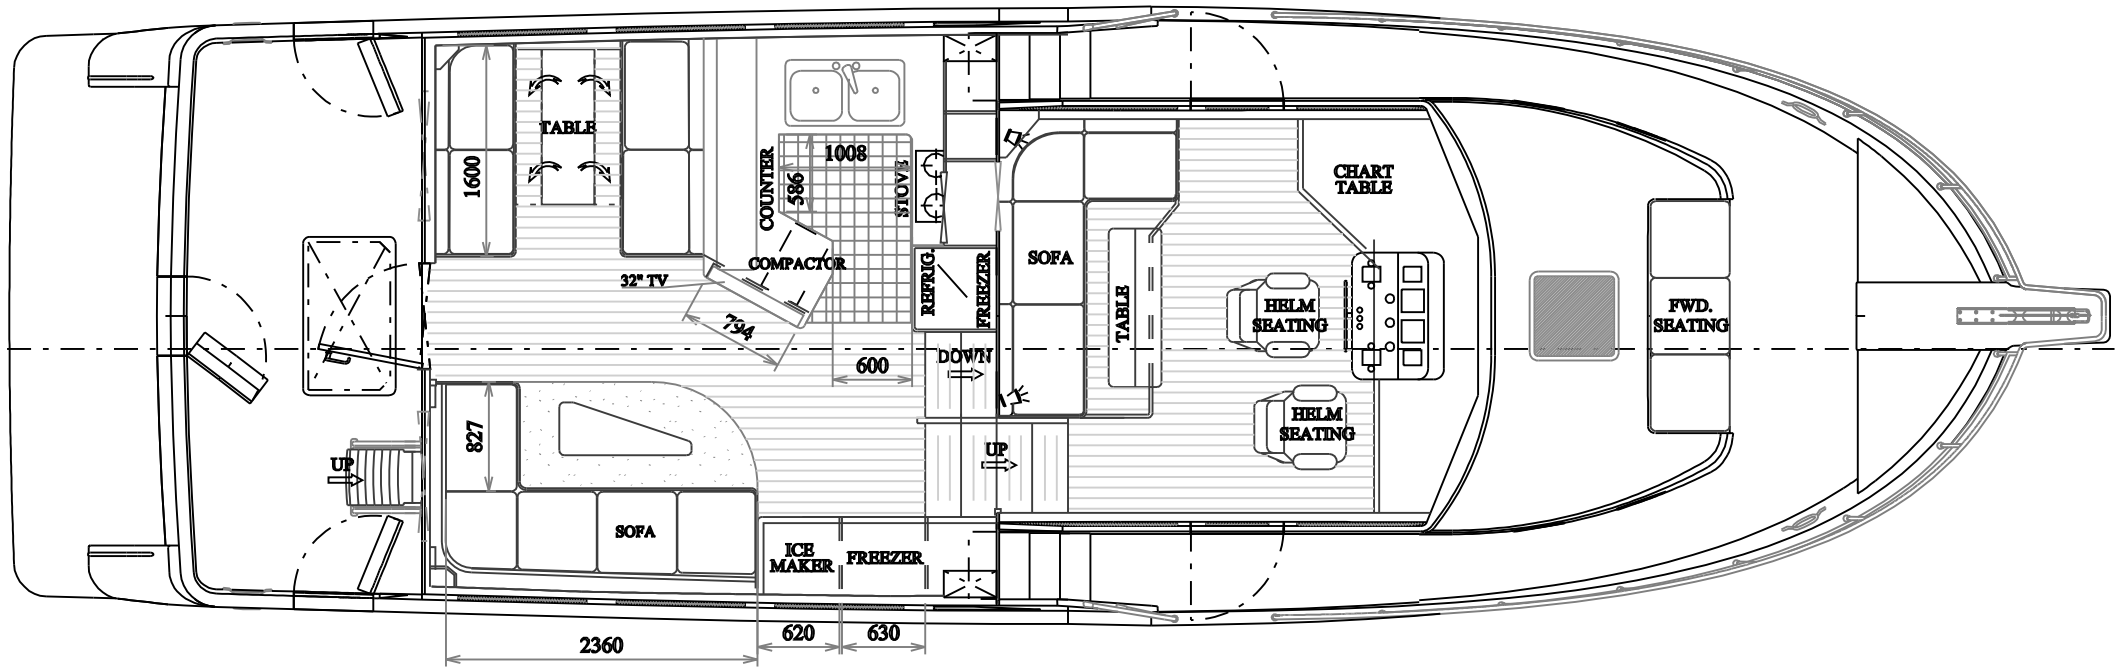 TABLE
1600
COUNTER
1008
586
STOVE
COMPACTOR
32" TV
794
REFRIG.
FREEZER
DOWN
600
SOFA
TABLE
CHART
TABLE
HELM
SEATING
HELM
SEATING
FWD.
SEATING
UP
827
SOFA
UP
ICE
MAKER
FREEZER
2360
620
630